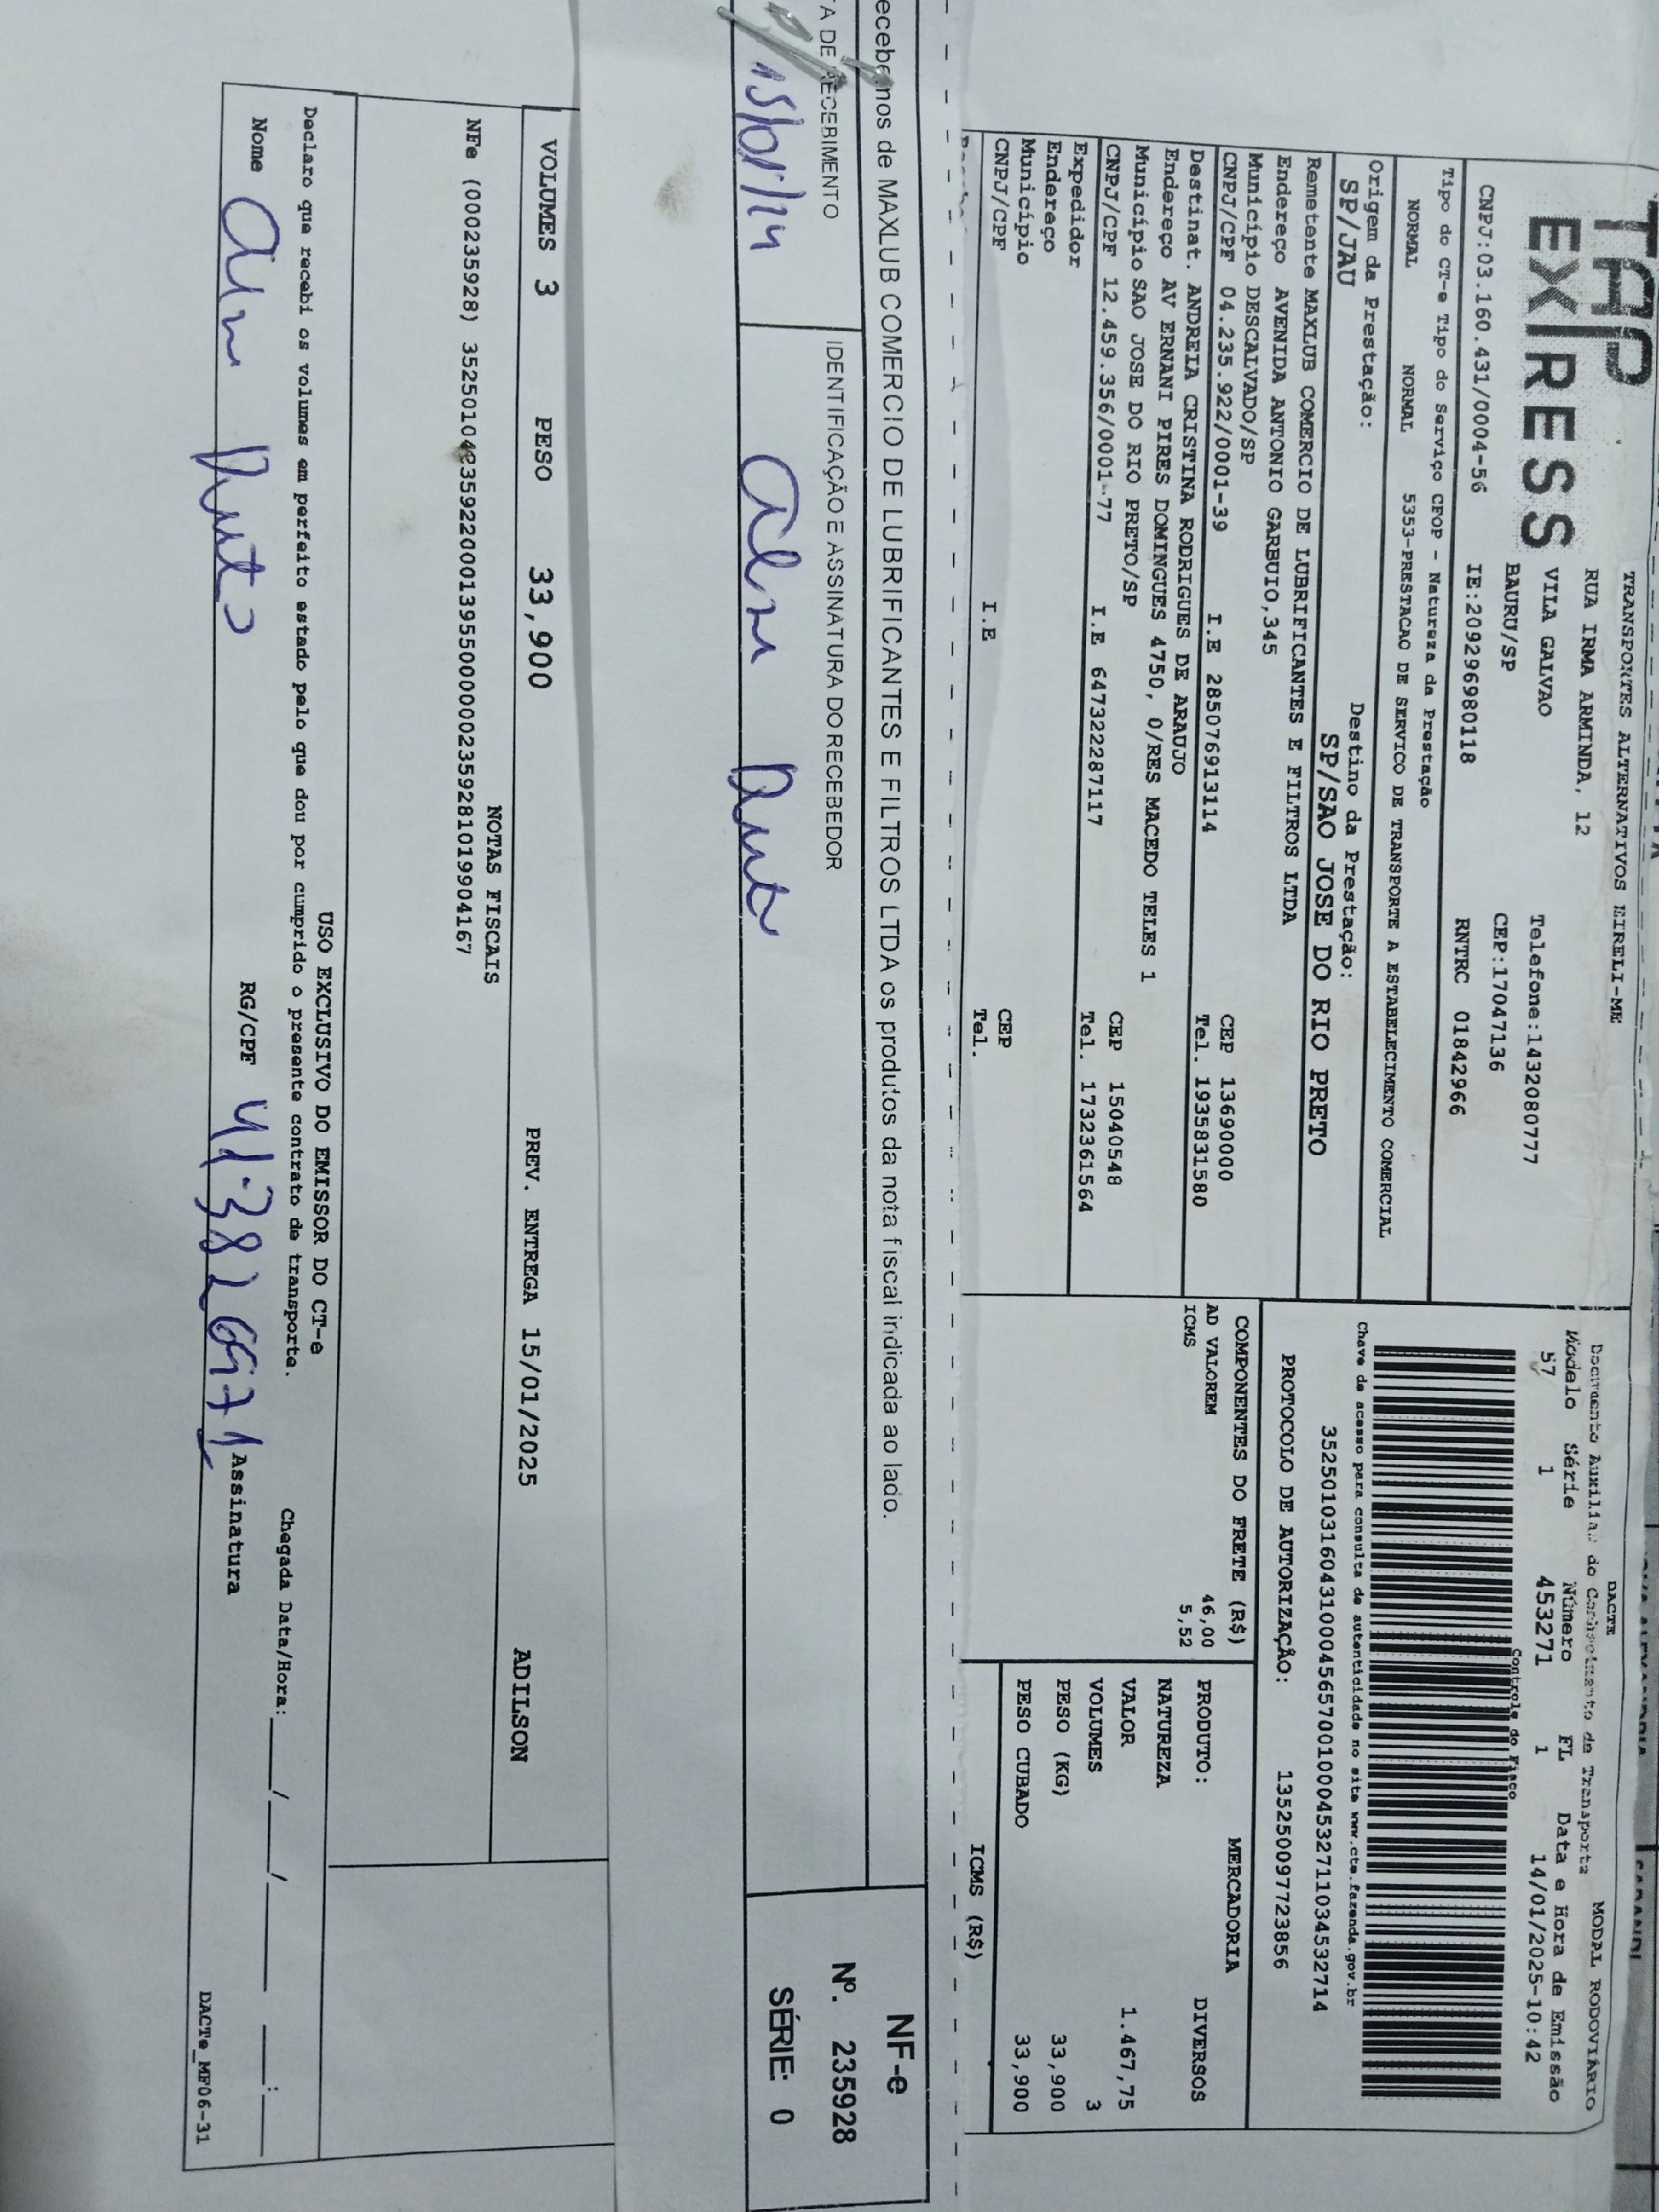 TAP
EXPRESS
TRANSPORTES ALTERNATIVOS EIRELI-ME
RUA IRMA ARMINDA, 12
VILA GALVAO Telefone:1432080777
BAURU/SP CEP:17047136
CNPJ:03.160.431/0004-56 IE:209296980118 RNTRC 01842966
Tipo do CT-e Tipo do Serviço CFOP - Natureza da Prestação
NORMAL NORMAL 5353-PRESTACAO DE SERVICO DE TRANSPORTE A ESTABELECIMENTO COMERCIAL
Origem da Prestação: Destino da Prestação:
SP/JAU SP/SAO JOSE DO RIO PRETO
Remetente MAXLUB COMERCIO DE LUBRIFICANTES E FILTROS LTDA
Endereço AVENIDA ANTONIO GARBUIO,345
Município DESCALVADO/SP CEP 13690000
CNPJ/CPF 04.235.922/0001-39 I.E 285076913114 Tel. 1935831580
Destinat. ANDREIA CRISTINA RODRIGUES DE ARAUJO
Endereço AV ERNANI PIRES DOMINGUES 4750, 0/RES MACEDO TELES 1
Município SAO JOSE DO RIO PRETO/SP CEP 15040548
CNPJ/CPF 12.459.356/0001-77 I.E 647322287117 Tel. 1732361564
Expedidor
Endereço
Município CEP
CNPJ/CPF I.E Tel.
DACTE
Documento Auxiliar do Conhecimento de Transporte MODAL RODOVIÁRIO
Modelo Série Número FL Data e Hora de Emissão
57 1 453271 1 14/01/2025-10:42
Controle do Fisco
Chave de acesso para consulta de autenticidade no site www.cte.fazenda.gov.br
35250103160431000456570010004532711034532714
PROTOCOLO DE AUTORIZAÇÃO: 135250097723856
COMPONENTES DO FRETE (R$)
AD VALOREM 46,00
ICMS 5,52
MERCADORIA
PRODUTO: DIVERSOS
NATUREZA
VALOR 1.467,75
VOLUMES 3
PESO (KG) 33,900
PESO CUBADO 33,900
ICMS (R$)
ecebemos de MAXLUB COMERCIO DE LUBRIFICANTES E FILTROS LTDA os produtos da nota fiscal indicada ao lado.
TA DE RECEBIMENTO IDENTIFICAÇÃO E ASSINATURA DO RECEBEDOR
15/01/24
NF-e
Nº. 235928
SÉRIE: 0
VOLUMES 3 PESO 33,900 PREV. ENTREGA 15/01/2025 ADILSON
NOTAS FISCAIS
NFe (000235928) 35250104235922000139550000002359281019904167
USO EXCLUSIVO DO EMISSOR DO CT-e
Declaro que recebi os volumes em perfeito estado pelo que dou por cumprido o presente contrato de transporte. Chegada Data/Hora:___/___/_____ ___:___
Nome RG/CPF Assinatura
DACTe_MF06-31